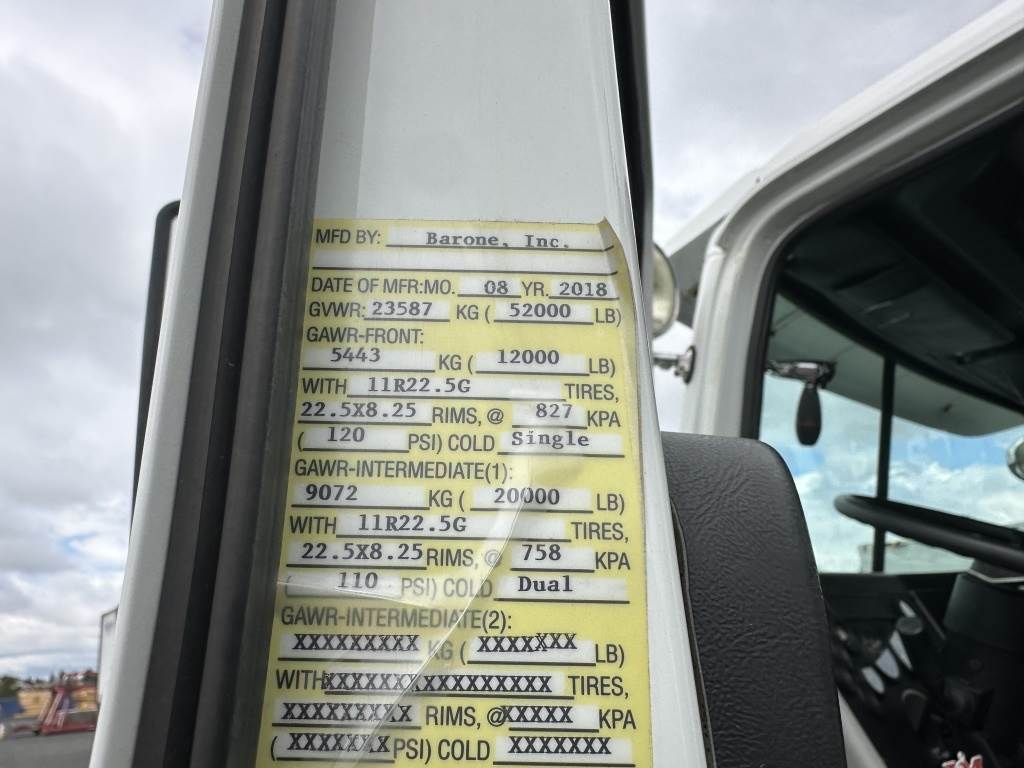 MFD BY: Barone, Inc.
DATE OF MFR:MO. 08 YR. 2018
GVWR: 23587 KG ( 52000 LB)
GAWR-FRONT:
5443 KG ( 12000 LB)
WITH 11R22.5G TIRES,
22.5X8.25 RIMS, @ 827 KPA
( 120 PSI) COLD Single
GAWR-INTERMEDIATE(1):
9072 KG ( 20000 LB)
WITH 11R22.5G TIRES,
22.5X8.25 RIMS, @ 758 KPA
( 110 PSI) COLD Dual
GAWR-INTERMEDIATE(2):
XXXXXXXXX KG ( XXXXXXX LB)
WITH XXXXXXXXXXXXXXXX TIRES,
XXXXXXXXX RIMS, @ XXXXX KPA
( XXXXXXX PSI) COLD XXXXXXX